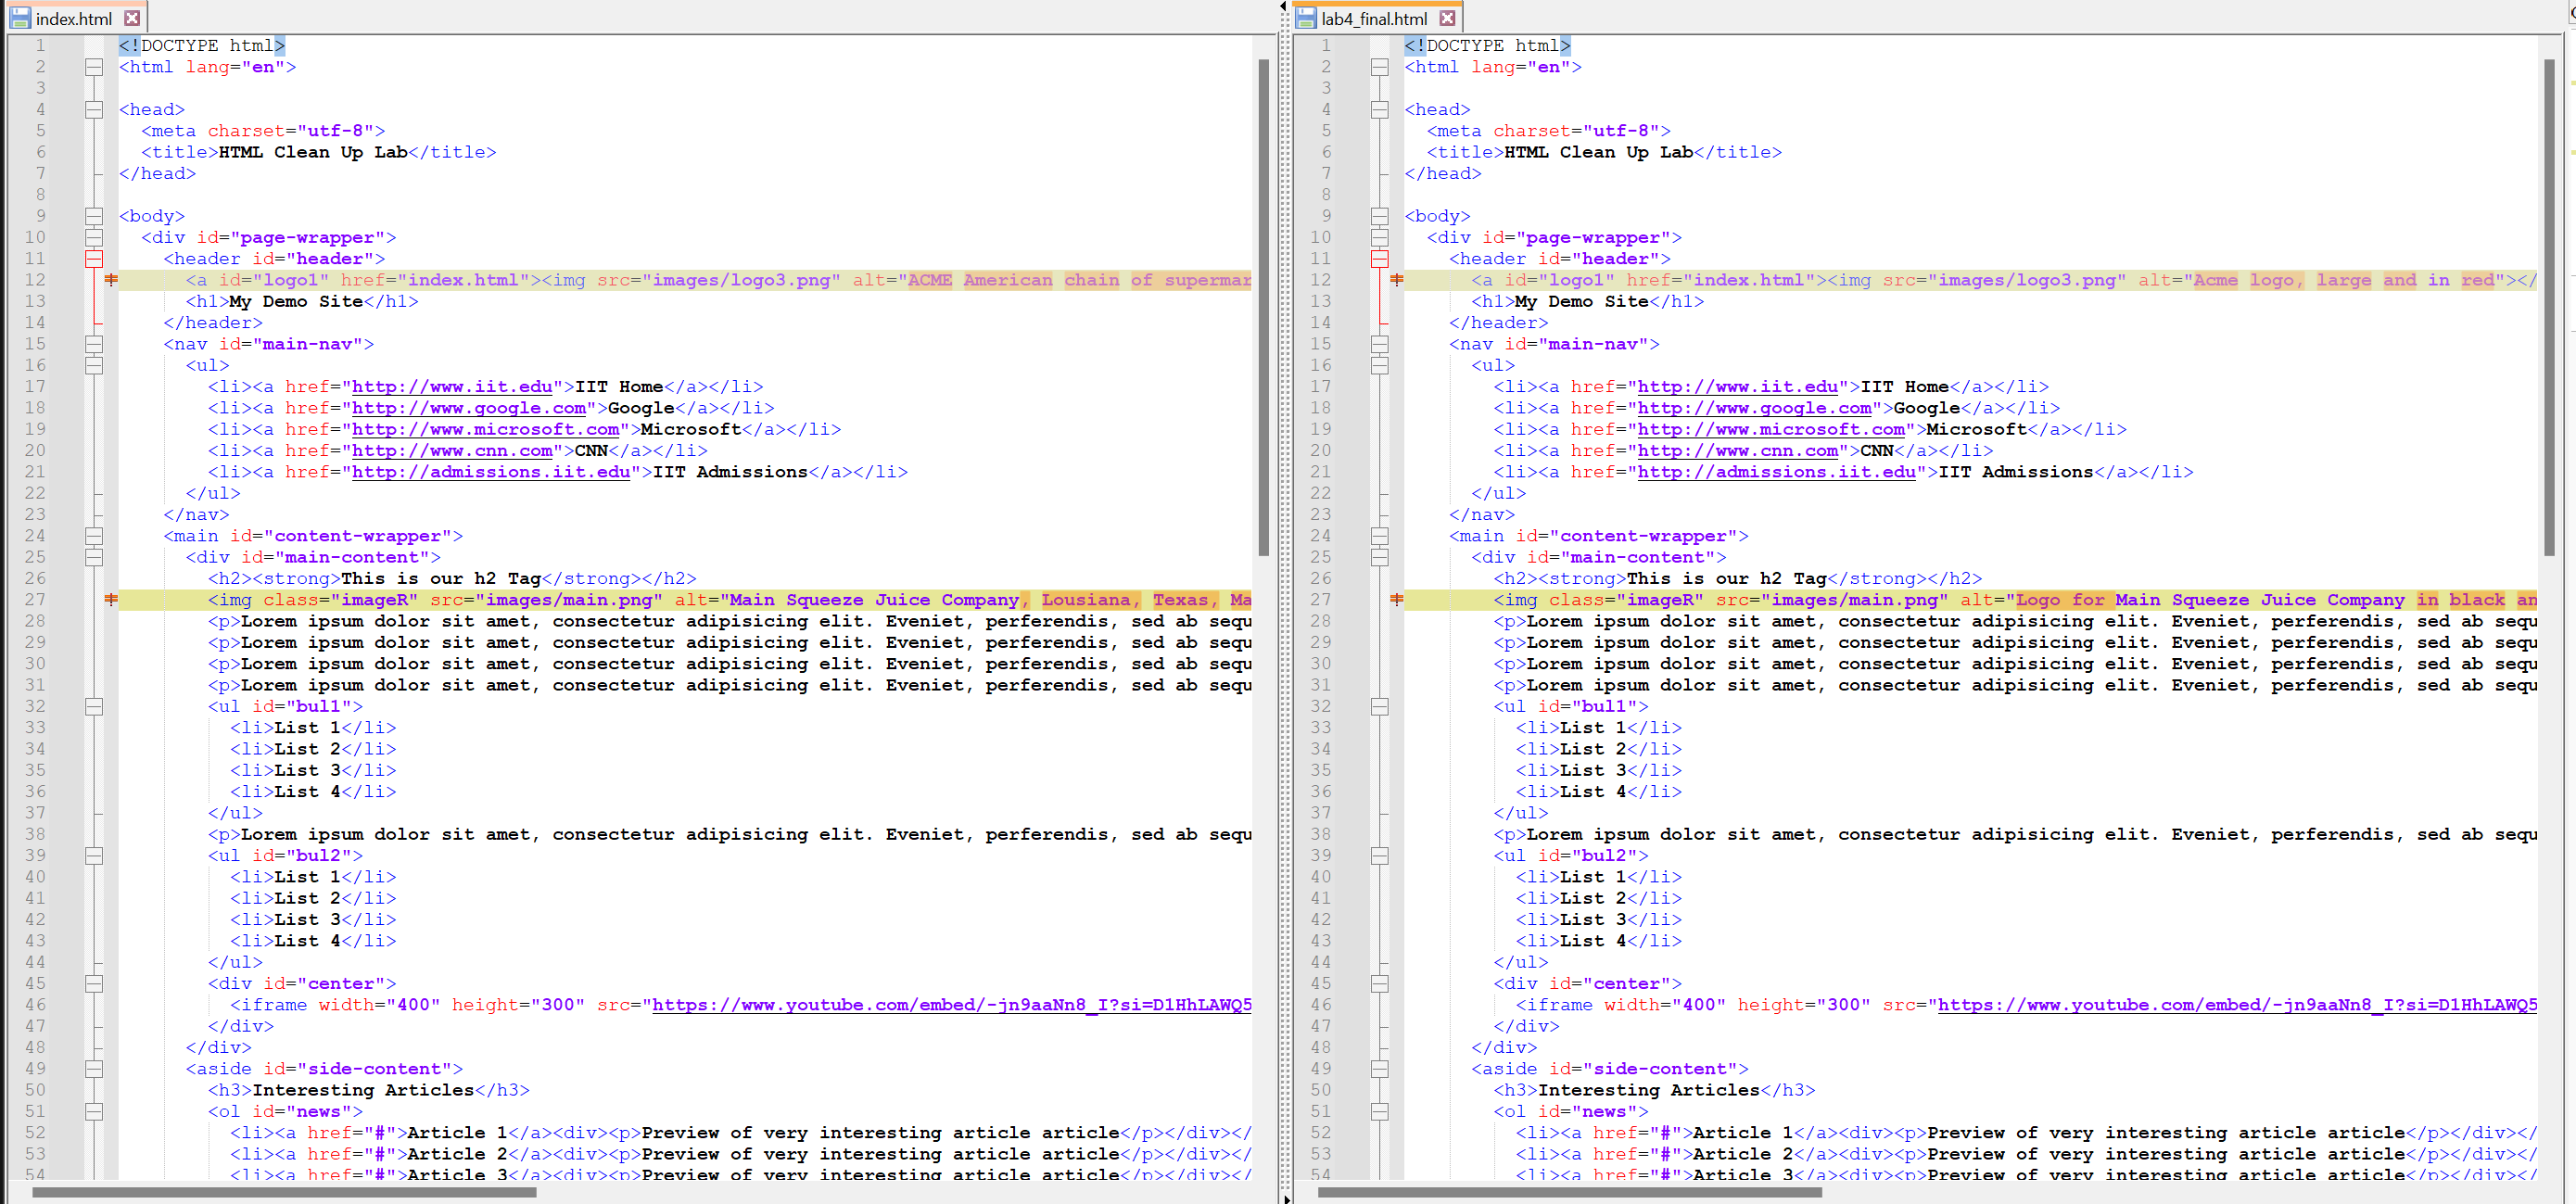 index.html
1 <!DOCTYPE html>
2 <html lang="en">
3
4 <head>
5 <meta charset="utf-8">
6 <title>HTML Clean Up Lab</title>
7 </head>
8
9 <body>
10 <div id="page-wrapper">
11 <header id="header">
12 <a id="logo1" href="index.html"><img src="images/logo3.png" alt="ACME American chain of supermar
13 <h1>My Demo Site</h1>
14 </header>
15 <nav id="main-nav">
16 <ul>
17 <li><a href="http://www.iit.edu">IIT Home</a></li>
18 <li><a href="http://www.google.com">Google</a></li>
19 <li><a href="http://www.microsoft.com">Microsoft</a></li>
20 <li><a href="http://www.cnn.com">CNN</a></li>
21 <li><a href="http://admissions.iit.edu">IIT Admissions</a></li>
22 </ul>
23 </nav>
24 <main id="content-wrapper">
25 <div id="main-content">
26 <h2><strong>This is our h2 Tag</strong></h2>
27 <img class="imageR" src="images/main.png" alt="Main Squeeze Juice Company, Lousiana, Texas, Ma
28 <p>Lorem ipsum dolor sit amet, consectetur adipisicing elit. Eveniet, perferendis, sed ab sequ
29 <p>Lorem ipsum dolor sit amet, consectetur adipisicing elit. Eveniet, perferendis, sed ab sequ
30 <p>Lorem ipsum dolor sit amet, consectetur adipisicing elit. Eveniet, perferendis, sed ab sequ
31 <p>Lorem ipsum dolor sit amet, consectetur adipisicing elit. Eveniet, perferendis, sed ab sequ
32 <ul id="bul1">
33 <li>List 1</li>
34 <li>List 2</li>
35 <li>List 3</li>
36 <li>List 4</li>
37 </ul>
38 <p>Lorem ipsum dolor sit amet, consectetur adipisicing elit. Eveniet, perferendis, sed ab sequ
39 <ul id="bul2">
40 <li>List 1</li>
41 <li>List 2</li>
42 <li>List 3</li>
43 <li>List 4</li>
44 </ul>
45 <div id="center">
46 <iframe width="400" height="300" src="https://www.youtube.com/embed/-jn9aaNn8_I?si=D1HhLAWQ5
47 </div>
48 </div>
49 <aside id="side-content">
50 <h3>Interesting Articles</h3>
51 <ol id="news">
52 <li><a href="#">Article 1</a><div><p>Preview of very interesting article article</p></div></
53 <li><a href="#">Article 2</a><div><p>Preview of very interesting article article</p></div></
54 <li><a href="#">Article 3</a><div><p>Preview of very interesting article article</p></div></
lab4_final.html
1 <!DOCTYPE html>
2 <html lang="en">
3
4 <head>
5 <meta charset="utf-8">
6 <title>HTML Clean Up Lab</title>
7 </head>
8
9 <body>
10 <div id="page-wrapper">
11 <header id="header">
12 <a id="logo1" href="index.html"><img src="images/logo3.png" alt="Acme logo, large and in red"></
13 <h1>My Demo Site</h1>
14 </header>
15 <nav id="main-nav">
16 <ul>
17 <li><a href="http://www.iit.edu">IIT Home</a></li>
18 <li><a href="http://www.google.com">Google</a></li>
19 <li><a href="http://www.microsoft.com">Microsoft</a></li>
20 <li><a href="http://www.cnn.com">CNN</a></li>
21 <li><a href="http://admissions.iit.edu">IIT Admissions</a></li>
22 </ul>
23 </nav>
24 <main id="content-wrapper">
25 <div id="main-content">
26 <h2><strong>This is our h2 Tag</strong></h2>
27 <img class="imageR" src="images/main.png" alt="Logo for Main Squeeze Juice Company in black an
28 <p>Lorem ipsum dolor sit amet, consectetur adipisicing elit. Eveniet, perferendis, sed ab sequ
29 <p>Lorem ipsum dolor sit amet, consectetur adipisicing elit. Eveniet, perferendis, sed ab sequ
30 <p>Lorem ipsum dolor sit amet, consectetur adipisicing elit. Eveniet, perferendis, sed ab sequ
31 <p>Lorem ipsum dolor sit amet, consectetur adipisicing elit. Eveniet, perferendis, sed ab sequ
32 <ul id="bul1">
33 <li>List 1</li>
34 <li>List 2</li>
35 <li>List 3</li>
36 <li>List 4</li>
37 </ul>
38 <p>Lorem ipsum dolor sit amet, consectetur adipisicing elit. Eveniet, perferendis, sed ab sequ
39 <ul id="bul2">
40 <li>List 1</li>
41 <li>List 2</li>
42 <li>List 3</li>
43 <li>List 4</li>
44 </ul>
45 <div id="center">
46 <iframe width="400" height="300" src="https://www.youtube.com/embed/-jn9aaNn8_I?si=D1HhLAWQ5
47 </div>
48 </div>
49 <aside id="side-content">
50 <h3>Interesting Articles</h3>
51 <ol id="news">
52 <li><a href="#">Article 1</a><div><p>Preview of very interesting article article</p></div></
53 <li><a href="#">Article 2</a><div><p>Preview of very interesting article article</p></div></
54 <li><a href="#">Article 3</a><div><p>Preview of very interesting article article</p></div></